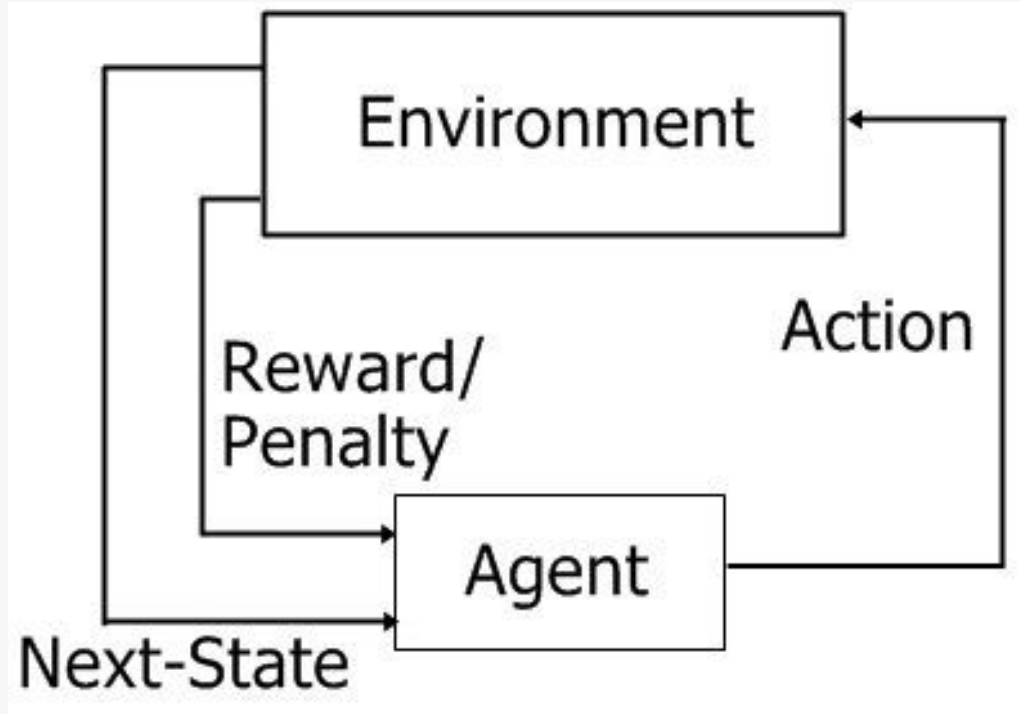 Environment
Action
Reward/
Penalty
Agent
Next-State